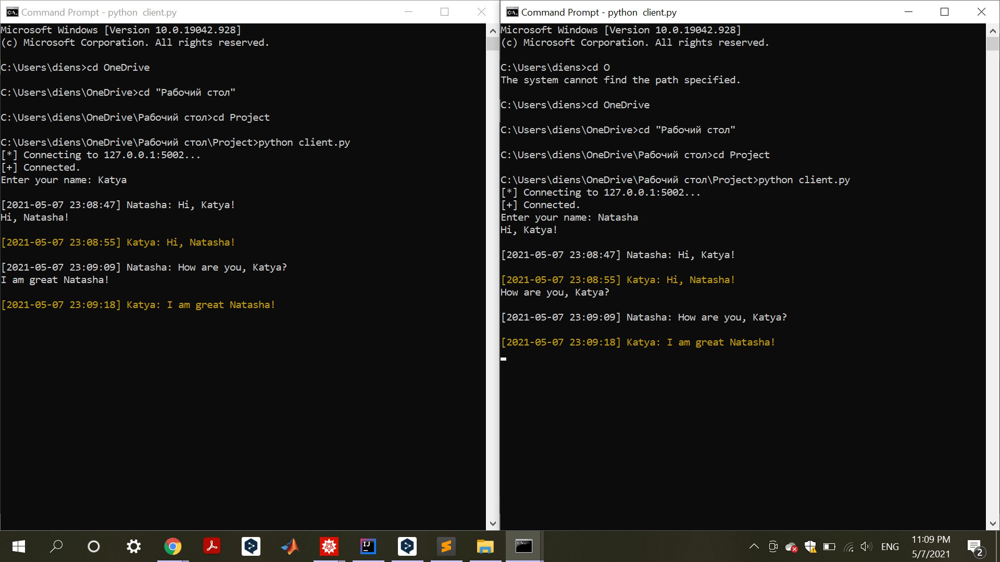 Command Prompt - python  client.py
Microsoft Windows [Version 10.0.19042.928]
(c) Microsoft Corporation. All rights reserved.
C:\Users\diens>cd OneDrive
C:\Users\diens\OneDrive>cd "Рабочий стол"
C:\Users\diens\OneDrive\Рабочий стол>cd Project
C:\Users\diens\OneDrive\Рабочий стол\Project>python client.py
[*] Connecting to 127.0.0.1:5002...
[+] Connected.
Enter your name: Katya
[2021-05-07 23:08:47] Natasha: Hi, Katya!
Hi, Natasha!
[2021-05-07 23:08:55] Katya: Hi, Natasha!
[2021-05-07 23:09:09] Natasha: How are you, Katya?
I am great Natasha!
[2021-05-07 23:09:18] Katya: I am great Natasha!
Command Prompt - python  client.py
Microsoft Windows [Version 10.0.19042.928]
(c) Microsoft Corporation. All rights reserved.
C:\Users\diens>cd O
The system cannot find the path specified.
C:\Users\diens>cd OneDrive
C:\Users\diens\OneDrive>cd "Рабочий стол"
C:\Users\diens\OneDrive\Рабочий стол>cd Project
C:\Users\diens\OneDrive\Рабочий стол\Project>python client.py
[*] Connecting to 127.0.0.1:5002...
[+] Connected.
Enter your name: Natasha
Hi, Katya!
[2021-05-07 23:08:47] Natasha: Hi, Katya!
[2021-05-07 23:08:55] Katya: Hi, Natasha!
How are you, Katya?
[2021-05-07 23:09:09] Natasha: How are you, Katya?
[2021-05-07 23:09:18] Katya: I am great Natasha!
IJ
ENG
11:09 PM
5/7/2021
2